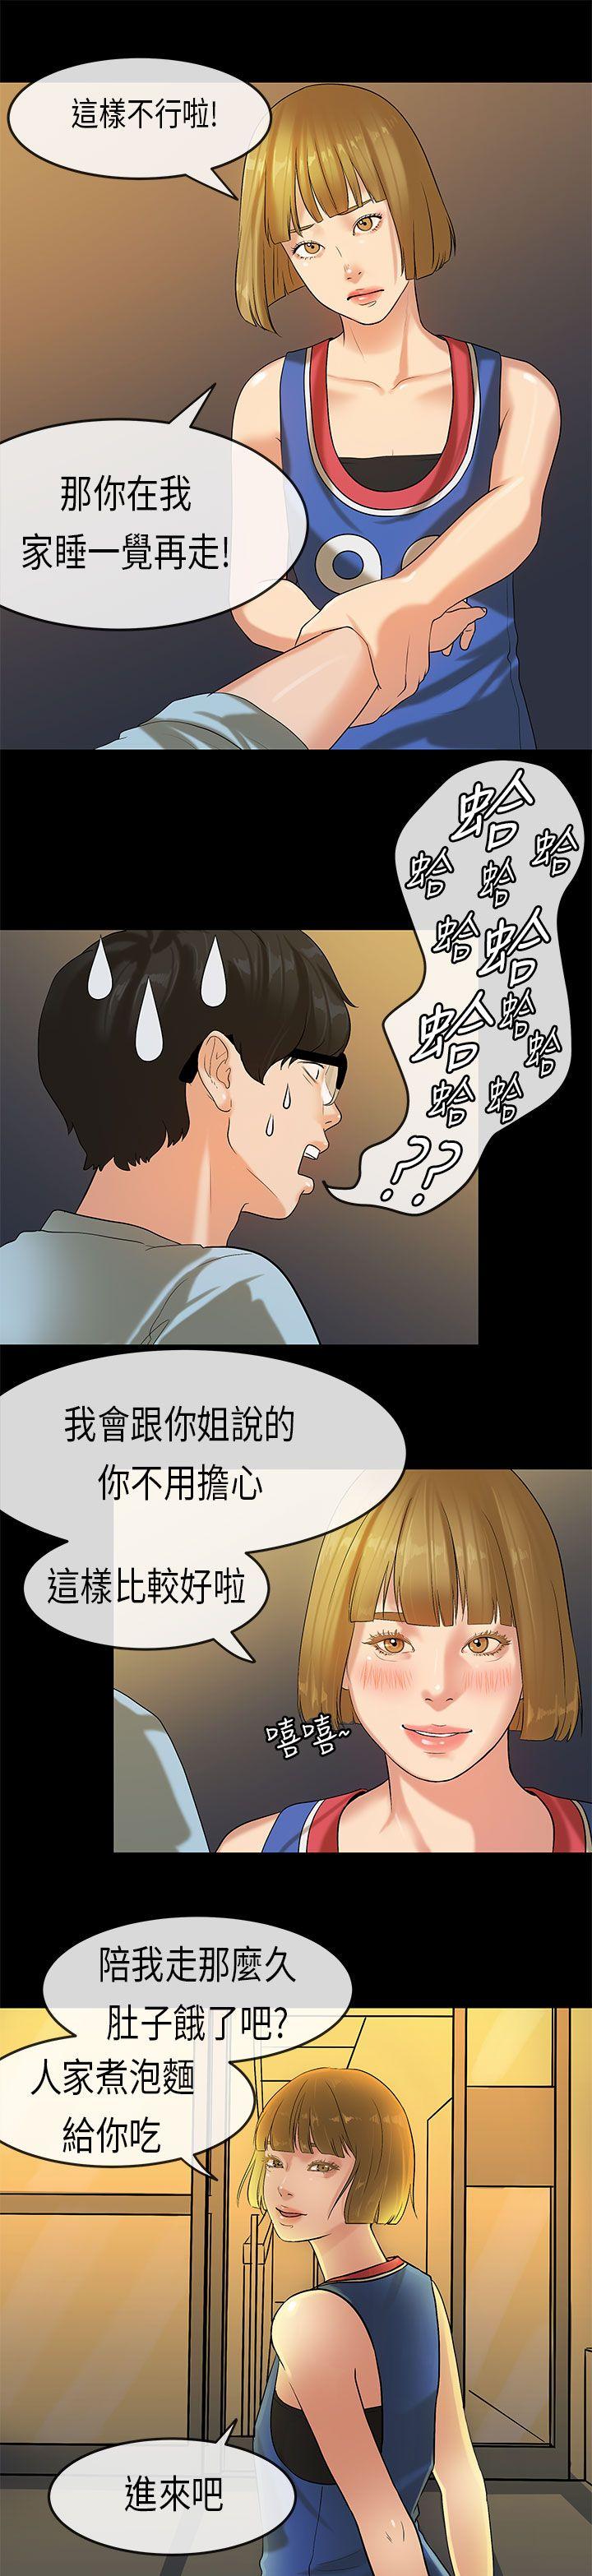 這樣不行啦!
那你在我
家睡一覺再走!
蛤
蛤
蛤
蛤
蛤
蛤
蛤
蛤
蛤
蛤
蛤
??
我會跟你姐說的
你不用擔心
這樣比較好啦
嘻嘻~
陪我走那麼久
肚子餓了吧?
人家煮泡麵
給你吃
進來吧